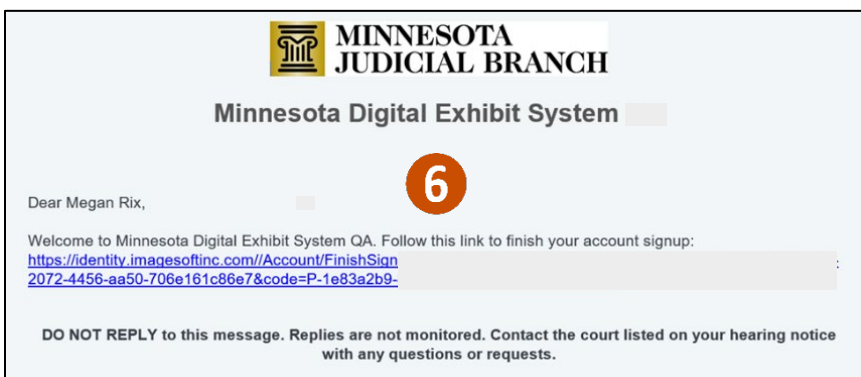 MINNESOTA
JUDICIAL BRANCH
Minnesota Digital Exhibit System
6
Dear Megan Rix,
Welcome to Minnesota Digital Exhibit System QA. Follow this link to finish your account signup:
https://identity.imagesoftinc.com//Account/FinishSign :
2072-4456-aa50-706e161c86e7&code=P-1e83a2b9-
DO NOT REPLY to this message. Replies are not monitored. Contact the court listed on your hearing notice
with any questions or requests.